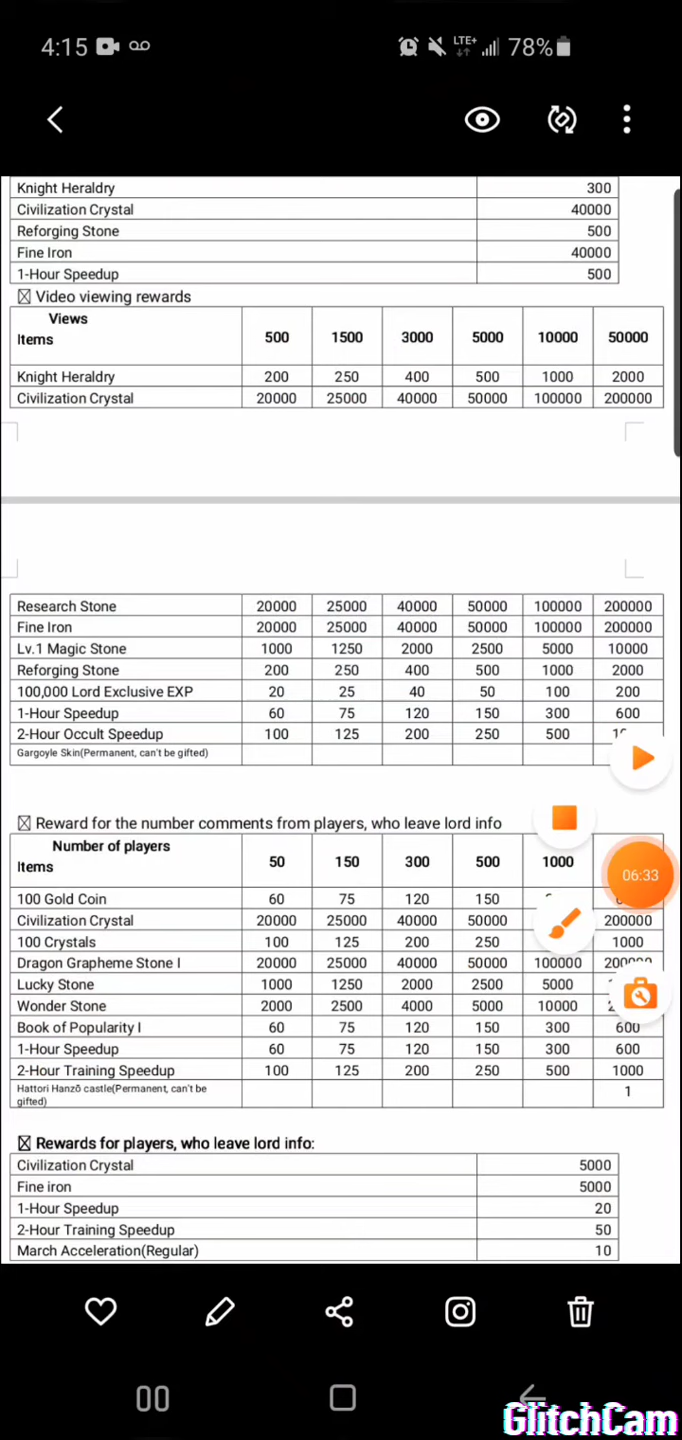 4:15 LTE+ 78%
Knight Heraldry 300
Civilization Crystal 40000
Reforging Stone 500
Fine Iron 40000
1-Hour Speedup 500
Video viewing rewards
Views
Items 500 1500 3000 5000 10000 50000
Knight Heraldry 200 250 400 500 1000 2000
Civilization Crystal 20000 25000 40000 50000 100000 200000
Research Stone 20000 25000 40000 50000 100000 200000
Fine Iron 20000 25000 40000 50000 100000 200000
Lv.1 Magic Stone 1000 1250 2000 2500 5000 10000
Reforging Stone 200 250 400 500 1000 2000
100,000 Lord Exclusive EXP 20 25 40 50 100 200
1-Hour Speedup 60 75 120 150 300 600
2-Hour Occult Speedup 100 125 200 250 500
Gargoyle Skin(Permanent, can't be gifted)
Reward for the number comments from players, who leave lord info
Number of players
Items 50 150 300 500 1000
06:33
100 Gold Coin 60 75 120 150
Civilization Crystal 20000 25000 40000 50000 200000
100 Crystals 100 125 200 250 1000
Dragon Grapheme Stone I 20000 25000 40000 50000 100000
Lucky Stone 1000 1250 2000 2500 5000
Wonder Stone 2000 2500 4000 5000 10000
Book of Popularity I 60 75 120 150 300 600
1-Hour Speedup 60 75 120 150 300 600
2-Hour Training Speedup 100 125 200 250 500 1000
Hattori Hanzō castle(Permanent, can't be
gifted) 1
Rewards for players, who leave lord info:
Civilization Crystal 5000
Fine iron 5000
1-Hour Speedup 20
2-Hour Training Speedup 50
March Acceleration(Regular) 10
GlitchCam